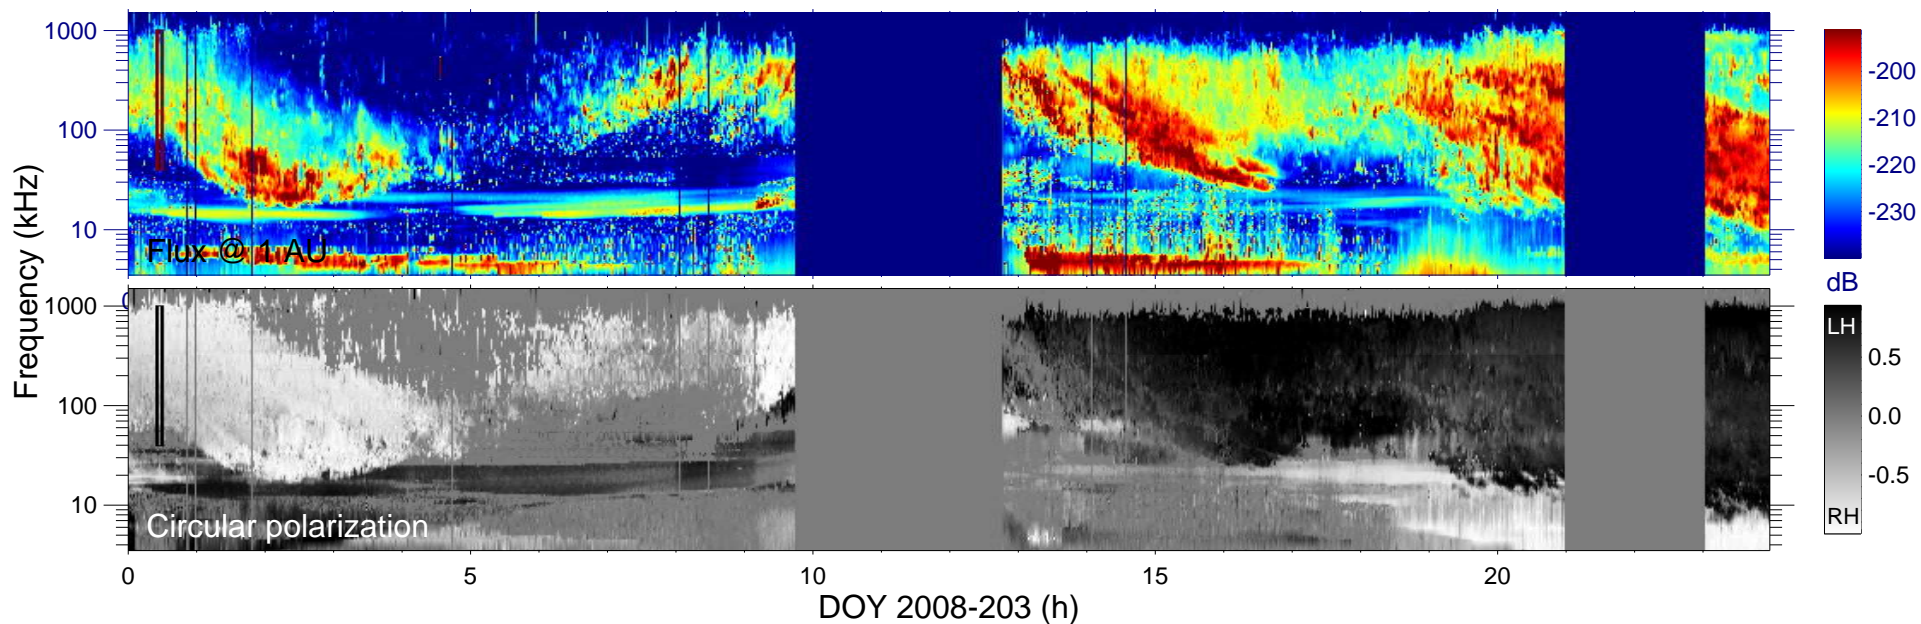 1000
100
10
Flux @ 1 AU
-200
-210
-220
-230
dB
0
Frequency (kHz)
1000
100
10
Circular polarization
LH
0.5
0.0
-0.5
RH
0 5 10 15 20
DOY 2008-203 (h)